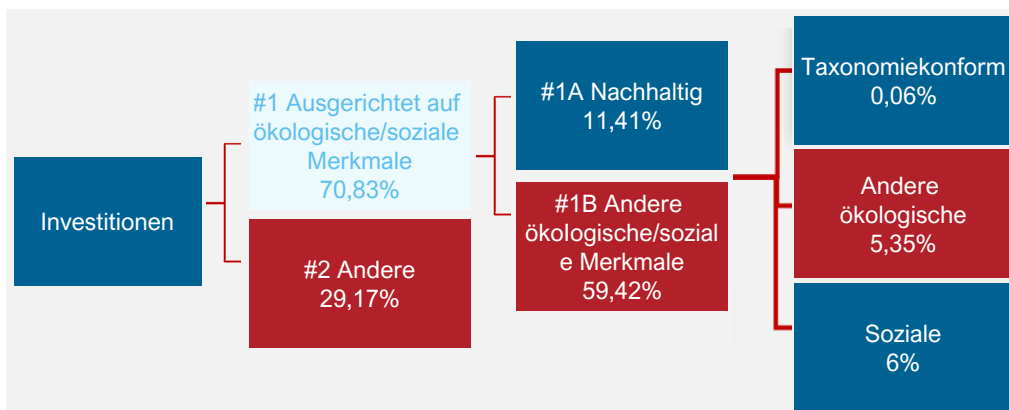 Investitionen
#1 Ausgerichtet auf
ökologische/soziale
Merkmale
70,83%
#2 Andere
29,17%
#1A Nachhaltig
11,41%
#1B Andere
ökologische/sozial
e Merkmale
59,42%
Taxonomiekonform
0,06%
Andere
ökologische
5,35%
Soziale
6%